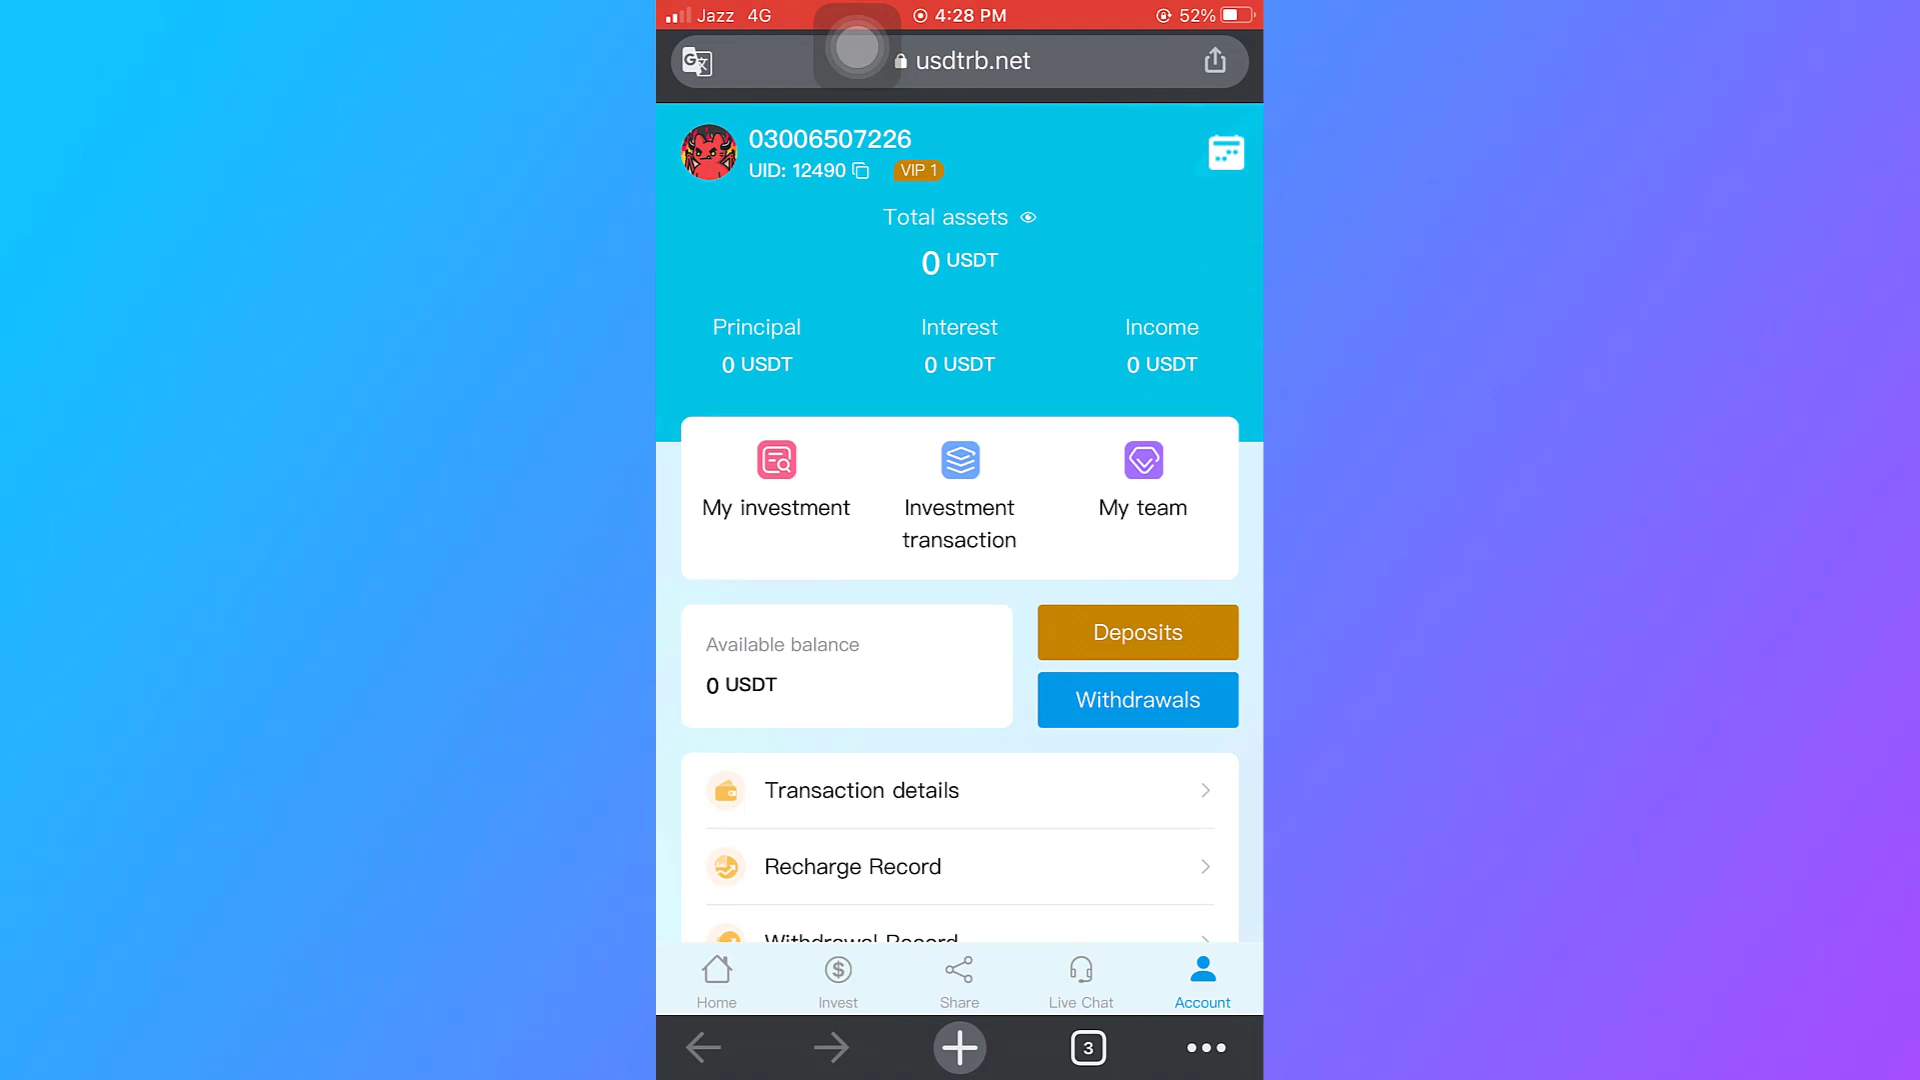 Jazz 4G 4:28 PM 52%
usdtrb.net
03006507226
UID: 12490 VIP 1
Total assets
0 USDT
Principal Interest Income
0 USDT 0 USDT 0 USDT
My investment Investment transaction My team
Available balance
0 USDT
Deposits
Withdrawals
Transaction details
Recharge Record
Withdrawal Record
Home Invest Share Live Chat Account
3